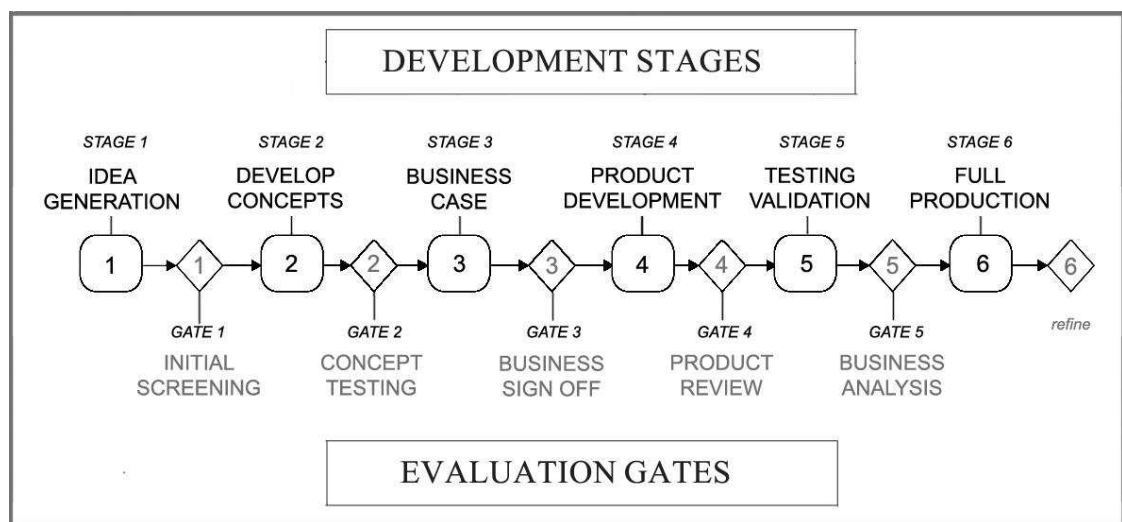 DEVELOPMENT STAGES
STAGE 1
IDEA
GENERATION
STAGE 2
DEVELOP
CONCEPTS
STAGE 3
BUSINESS
CASE
STAGE 4
PRODUCT
DEVELOPMENT
STAGE 5
TESTING
VALIDATION
STAGE 6
FULL
PRODUCTION
1
1
2
2
3
3
4
4
5
5
6
6
GATE 1
INITIAL
SCREENING
GATE 2
CONCEPT
TESTING
GATE 3
BUSINESS
SIGN OFF
GATE 4
PRODUCT
REVIEW
GATE 5
BUSINESS
ANALYSIS
refine
EVALUATION GATES